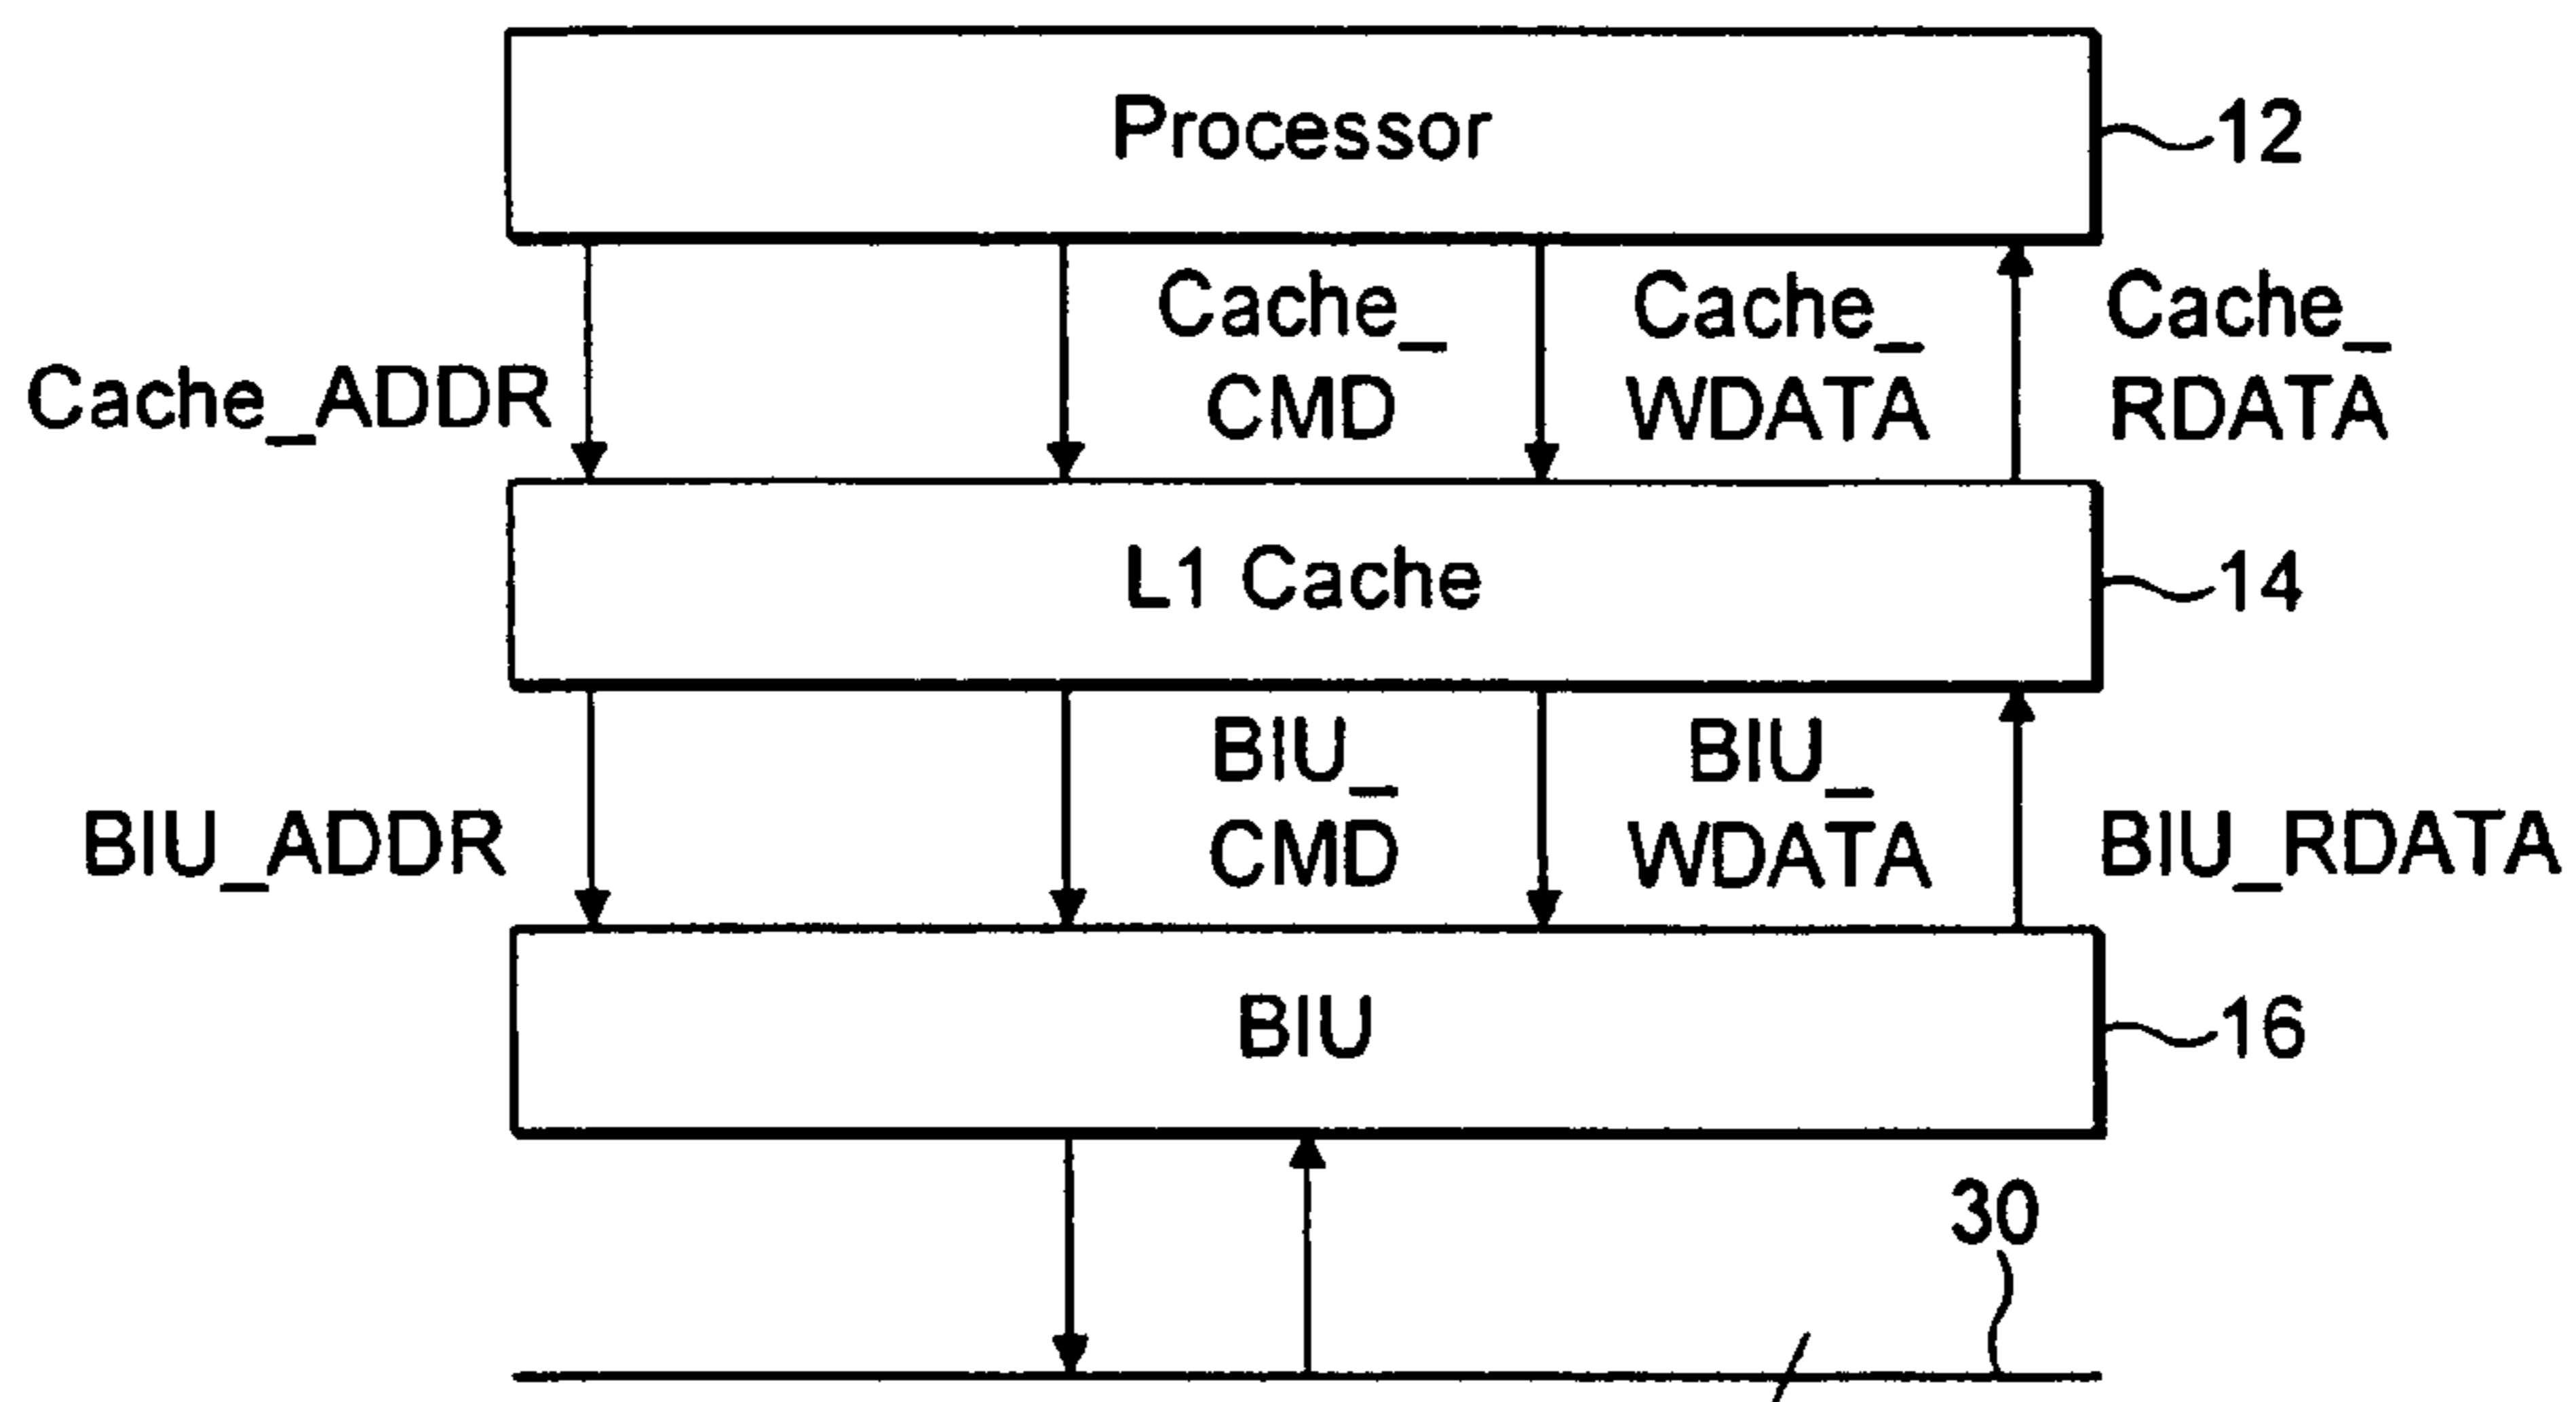 Processor
12
Cache_ADDR
Cache_
CMD
Cache_
WDATA
Cache_
RDATA
L1 Cache
14
BIU_ADDR
BIU_
CMD
BIU_
WDATA
BIU_RDATA
BIU
16
30